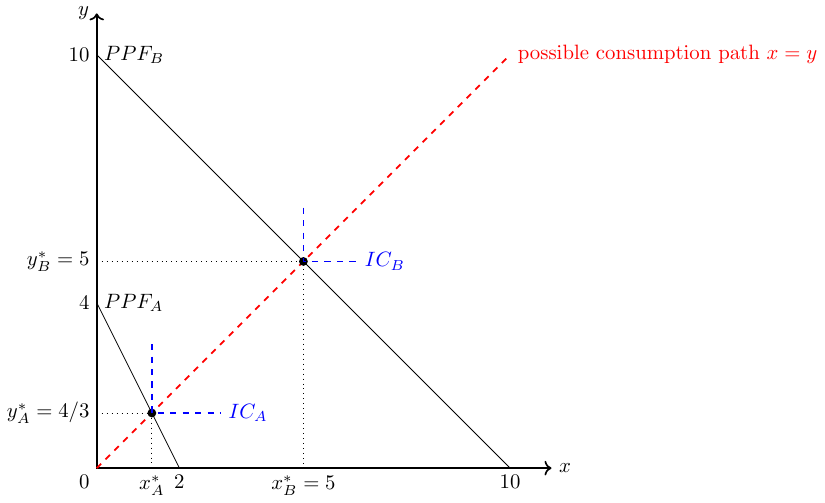 y
10
PPF_B
possible consumption path x = y
y*_B = 5
IC_B
4
PPF_A
y*_A = 4/3
IC_A
0
x*_A
2
x*_B = 5
10
x